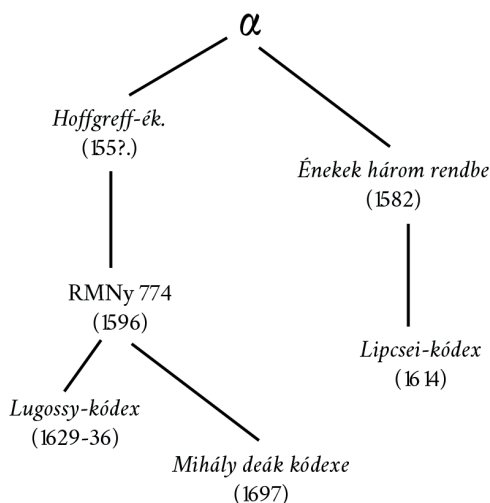 α
Hoffgreff-ék.
(155?.)
Énekek három rendbe
(1582)
RMNy 774
(1596)
Lipcsei-kódex
(1614)
Lugossy-kódex
(1629-36)
Mihály deák kódexe
(1697)